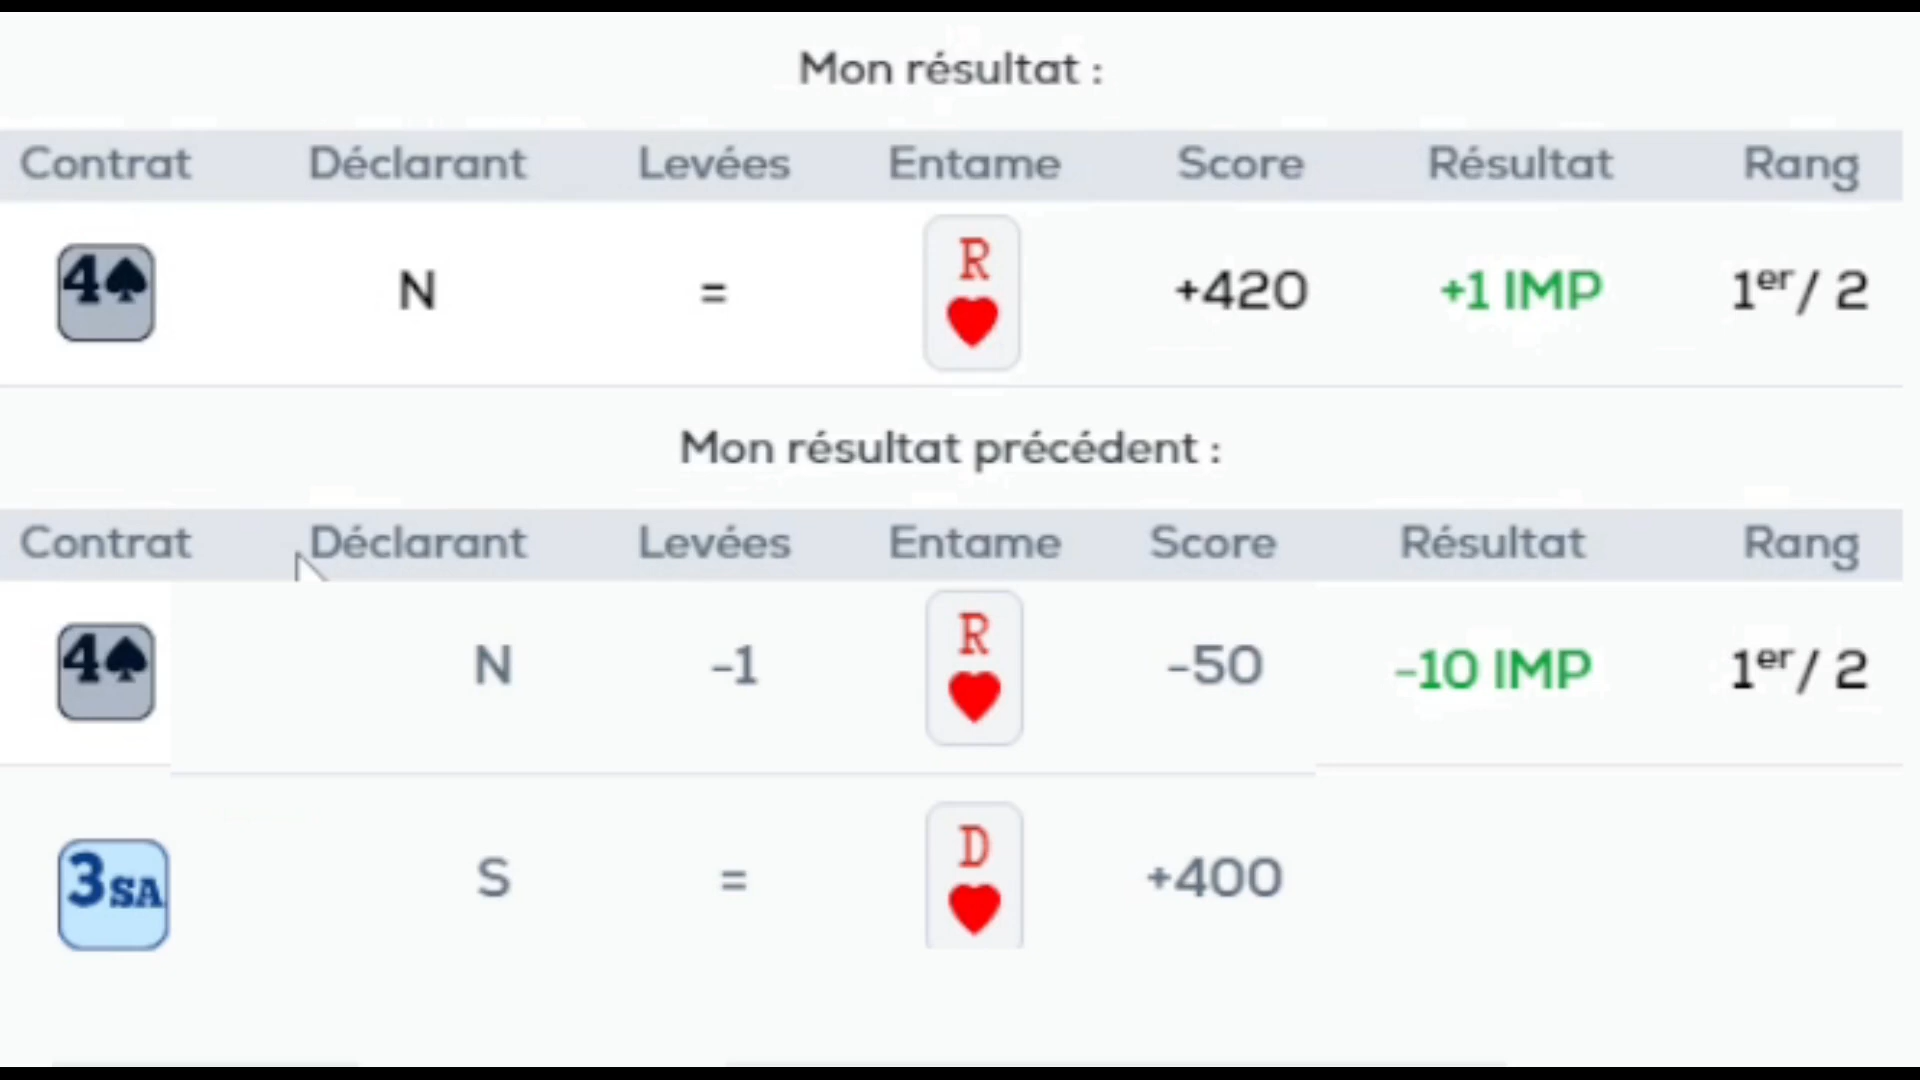 Mon résultat :
Contrat Déclarant Levées Entame Score Résultat Rang
4♠ N = R♥ +420 +1 IMP 1er/ 2
Mon résultat précédent :
Contrat Déclarant Levées Entame Score Résultat Rang
4♠ N -1 R♥ -50 -10 IMP 1er/ 2
3SA S = D♥ +400